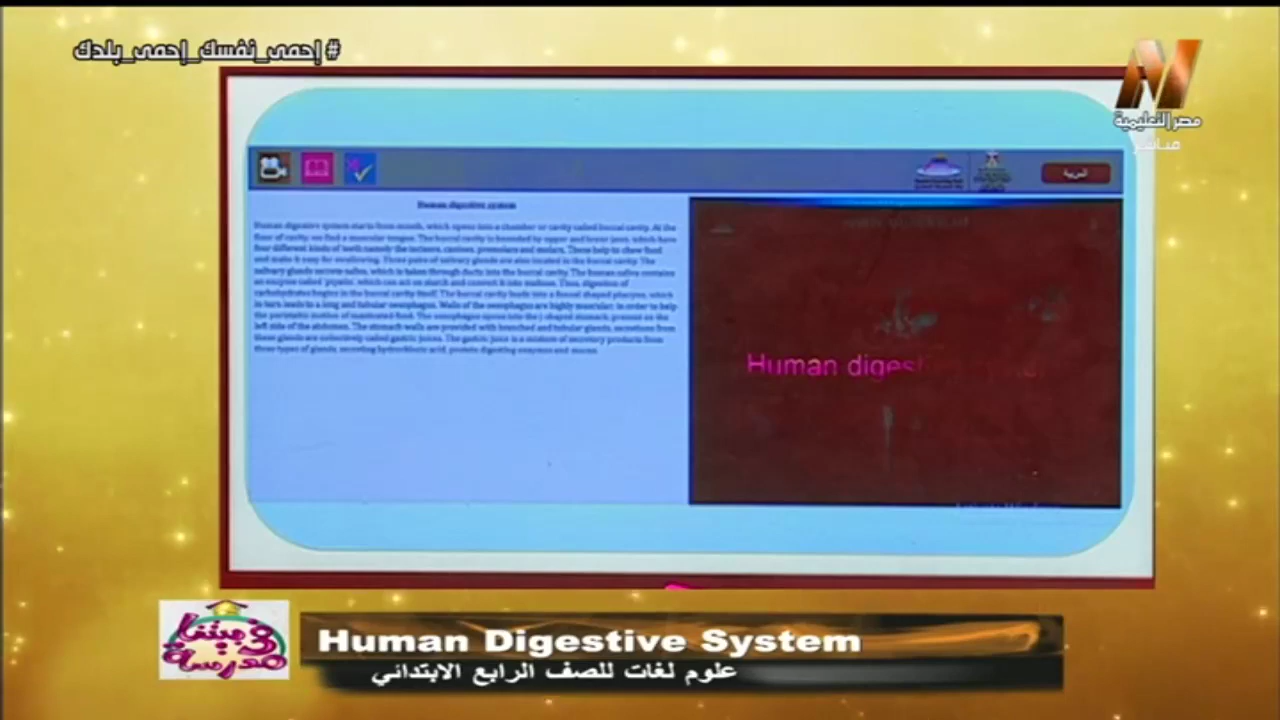 #إحمى_نفسك_إحمى_بلدك
مصر التعليمية
مباشر
العربية
Human digestive system
Human digestive system starts from mouth, which opens into a chamber or cavity called buccal cavity. At the
floor of cavity, we find a muscular tongue. The buccal cavity is bounded by upper and lower jaws, which have
four different kinds of teeth namely the incisors, canines, premolars and molars. These help to chew food
and make it easy for swallowing. Three pairs of salivary glands are also located in the buccal cavity. The
salivary glands secrete saliva, which is taken through ducts into the buccal cavity. The human saliva contains
an enzyme called 'ptyalin', which can act on starch and convert it into maltose. Thus, digestion of
carbohydrates begins in the buccal cavity itself. The buccal cavity leads into a funnel shaped pharynx, which
in turn leads to a long and tubular oesophagus. Walls of the oesophagus are highly muscular, in order to help
the peristaltic motion of masticated food. The oesophagus opens into the j-shaped stomach, present on the
left side of the abdomen. The stomach walls are provided with branched and tubular glands, secretions from
these glands are collectively called gastric juices. The gastric juice is a mixture of secretory products from
three types of glands, secreting hydrochloric acid, protein digesting enzymes and mucus.
Human diges
في بيتنا
مدرسة
Human Digestive System
علوم لغات للصف الرابع الابتدائي